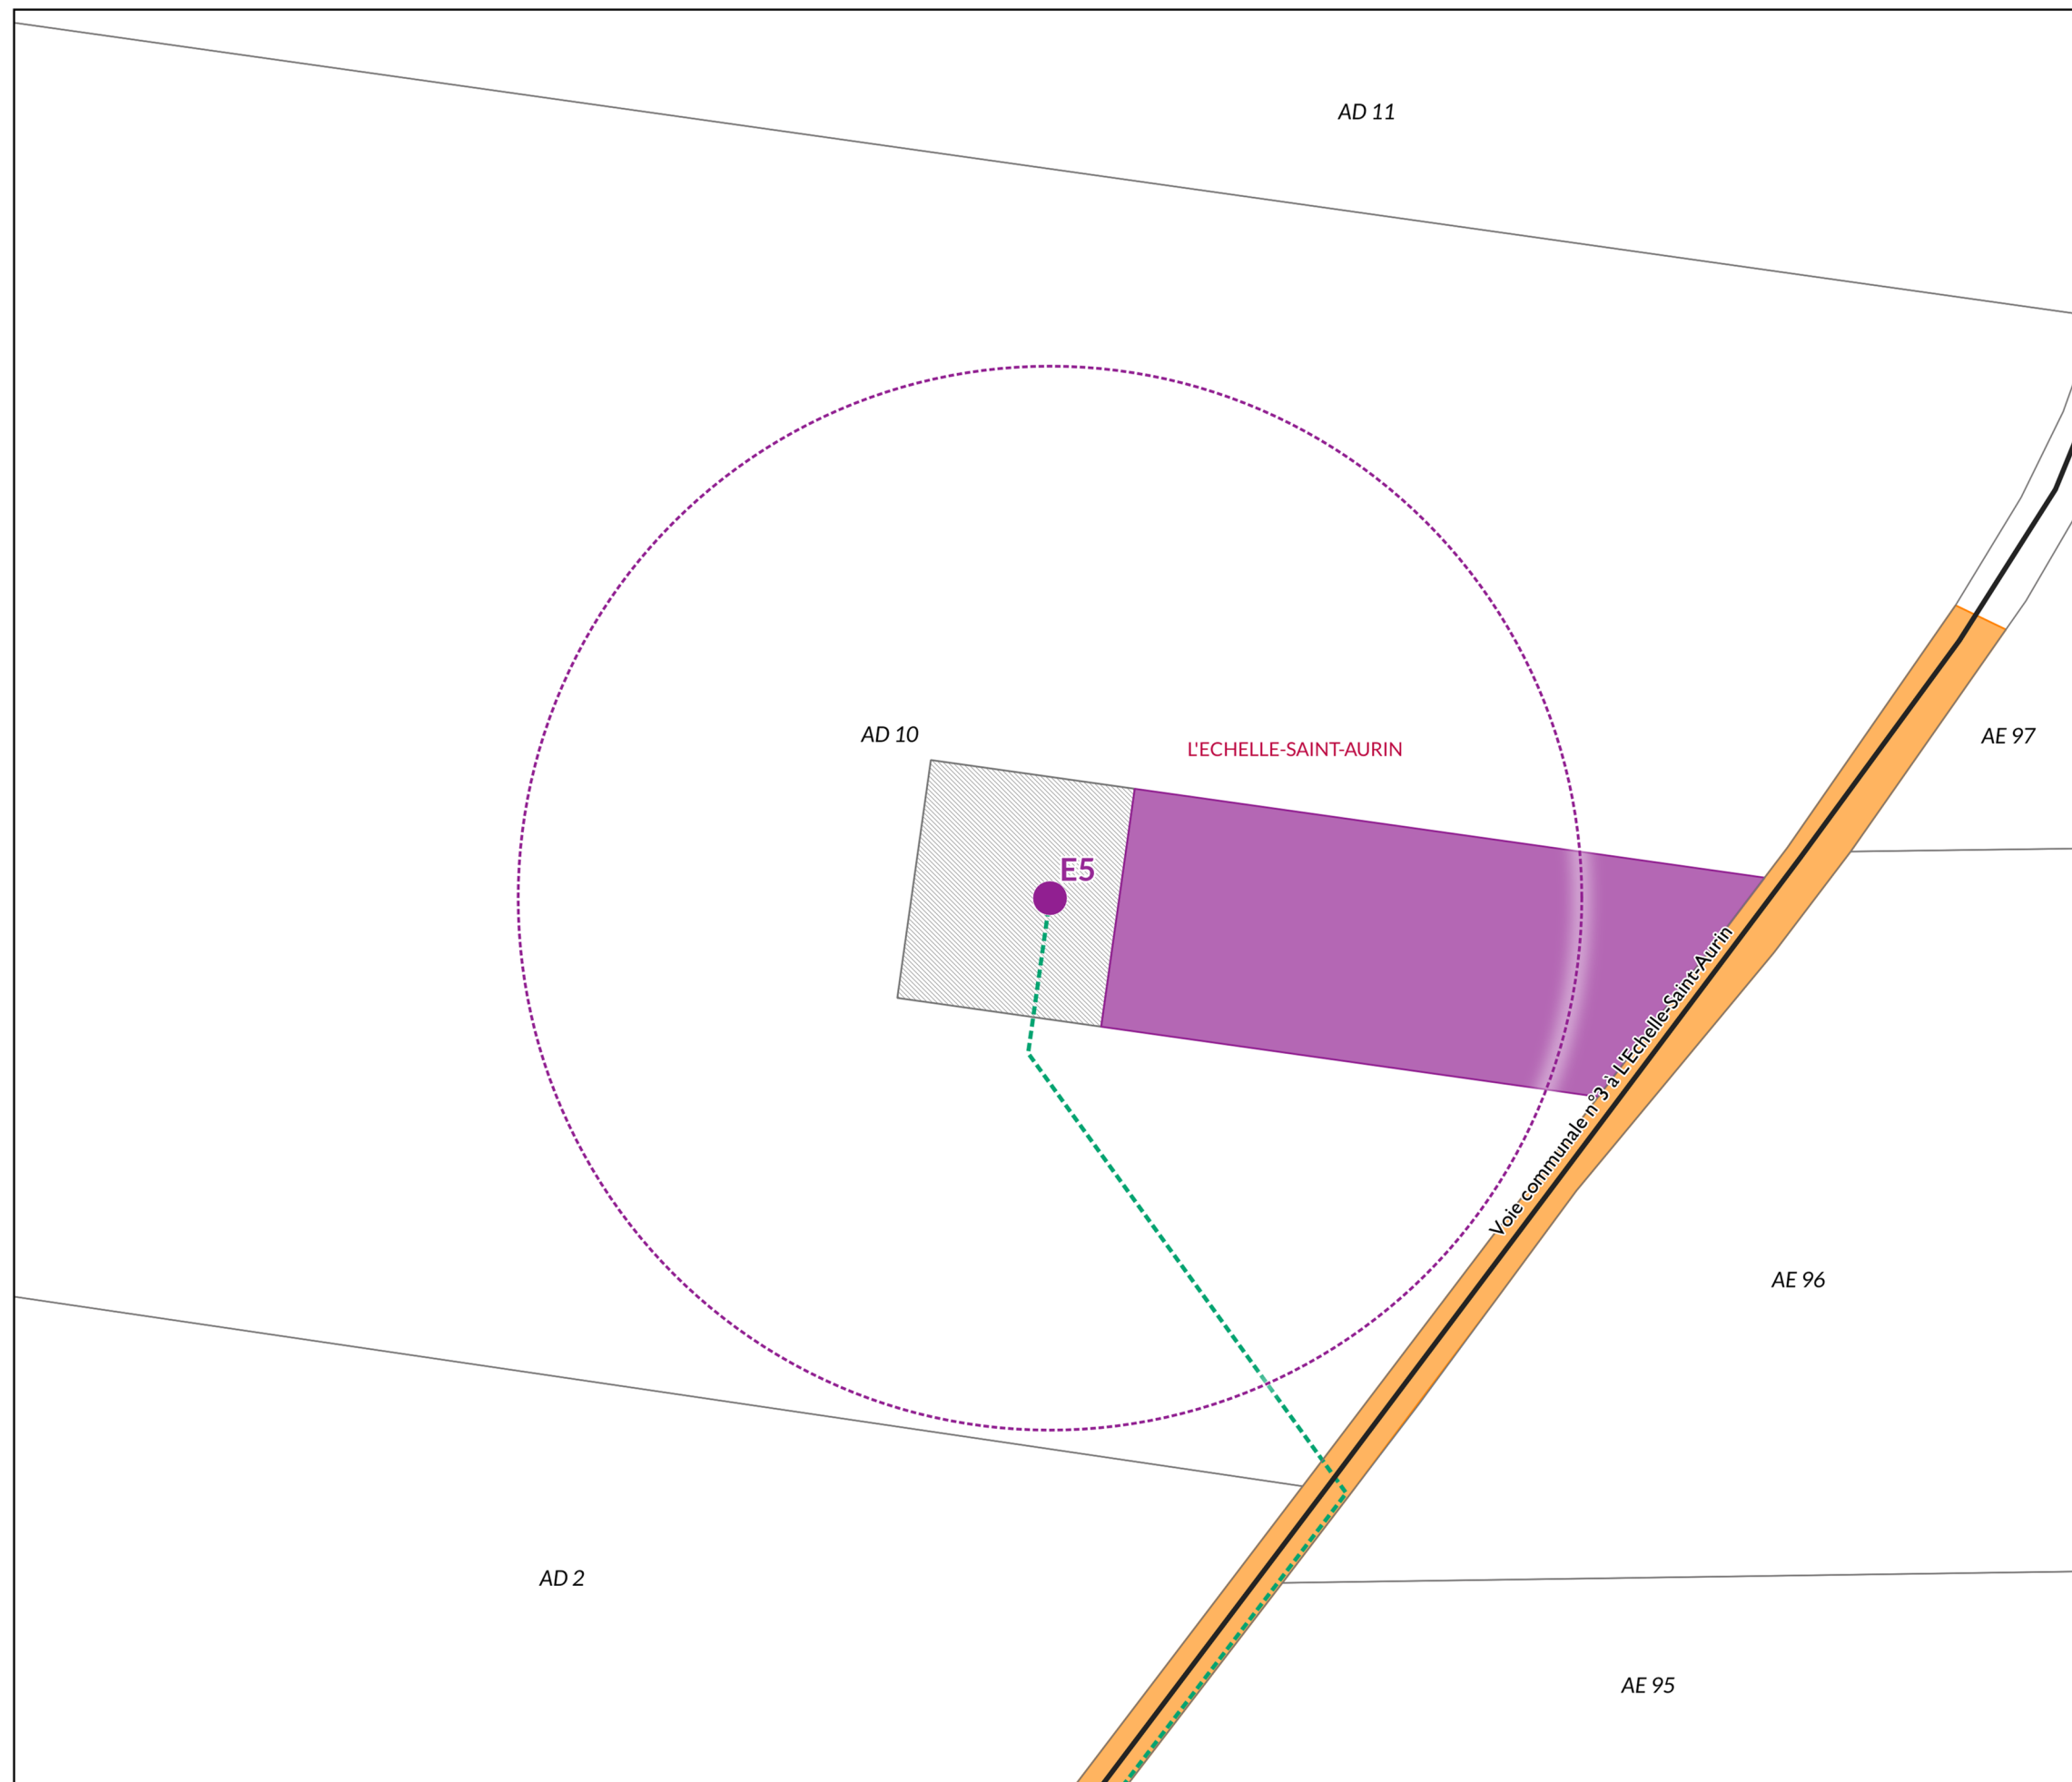 AD 11
AD 10
L'ECHELLE-SAINT-AURIN
AE 97
E5
Voie communale n°3 à L'Echelle-Saint-Aurin
AE 96
AD 2
AE 95